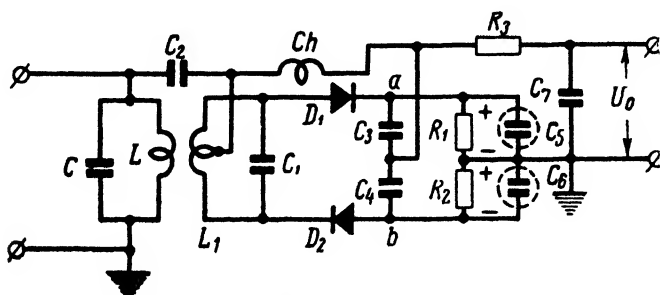 C₂
Ch
R₃
C
L
L₁
C₁
D₁
D₂
a
b
C₃
C₄
R₁
R₂
+
−
+
−
C₅
C₆
C₇
U₀